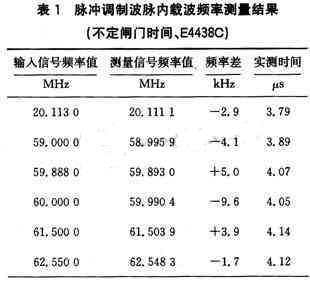 表 1 脉冲调制波脉内载波频率测量结果
(不定闸门时间、E4438C)
输入信号频率值 测量信号频率值 频率差 实测时间
MHz MHz kHz μs
20.113 0 20.111 1 −2.9 3.79
59.000 0 58.995 9 −4.1 3.89
59.888 0 59.893 0 +5.0 4.07
60.000 0 59.990 4 −9.6 4.05
61.500 0 61.503 9 +3.9 4.14
62.550 0 62.548 3 −1.7 4.12